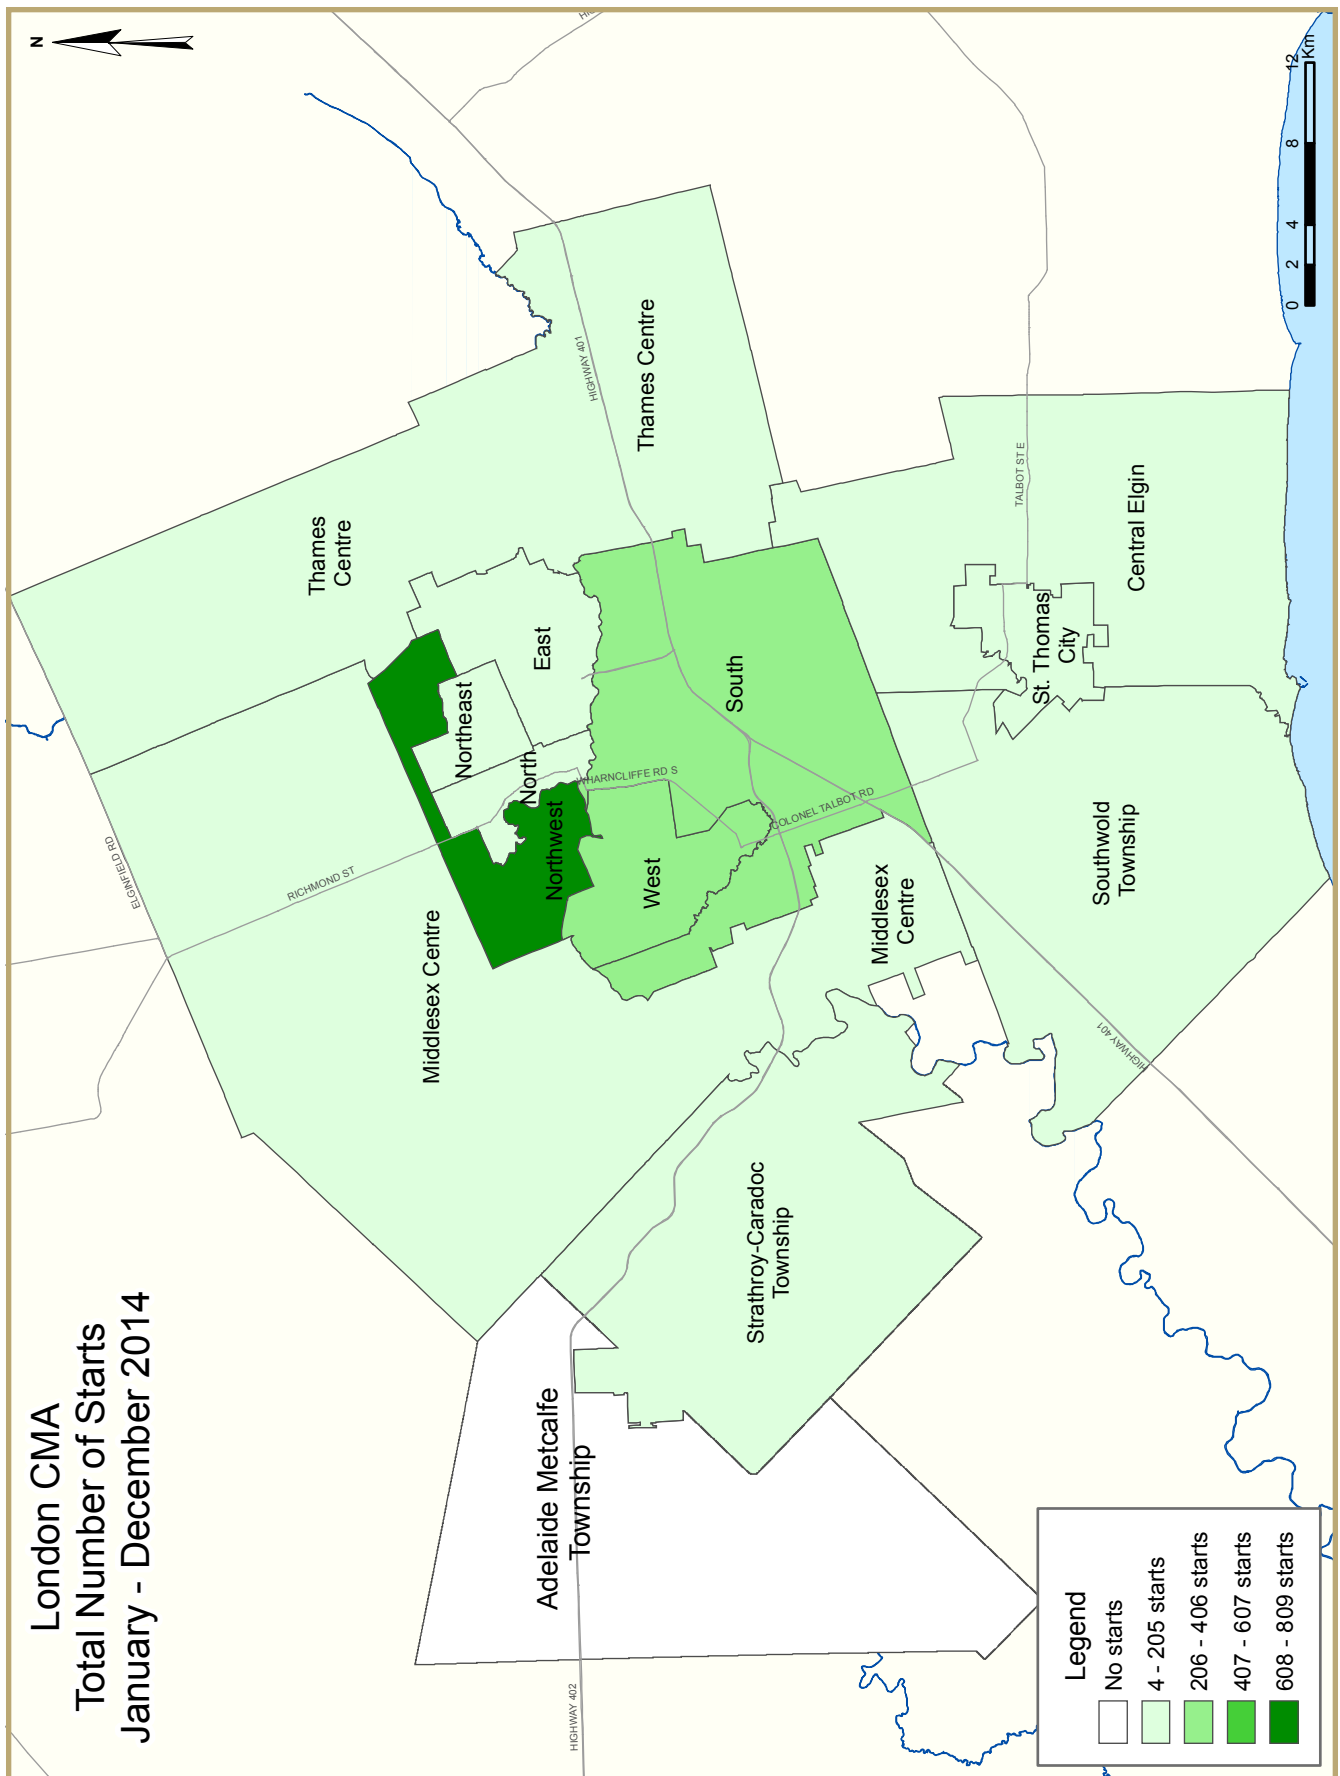 London CMA
Total Number of Starts
January - December 2014
N
ELGINFIELD RD
RICHMOND ST
Thames
Centre
Middlesex Centre
Northeast
East
North
Northwest
WHARNCLIFFE RD S
HIGHWAY 401
Thames Centre
West
South
COLONEL TALBOT RD
Adelaide Metcalfe
Township
HIGHWAY 402
Strathroy-Caradoc
Township
Middlesex
Centre
TALBOT ST E
St. Thomas
City
Central Elgin
Southwold
Township
HIGHWAY 401
Legend
No starts
4 - 205 starts
206 - 406 starts
407 - 607 starts
608 - 809 starts
0 2 4 8 12
Km